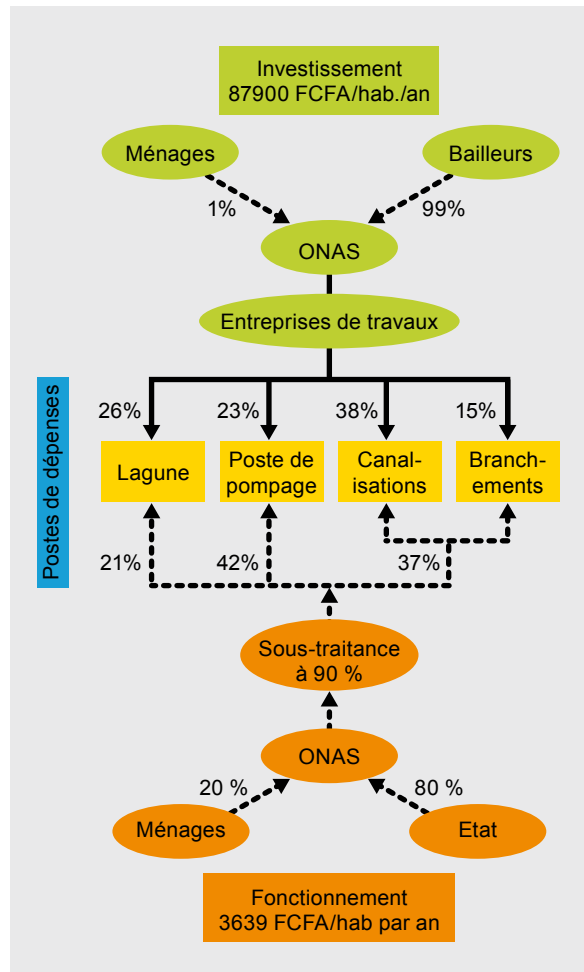 Investissement
87900 FCFA/hab./an
Ménages
Bailleurs
1%
99%
ONAS
Entreprises de travaux
Postes de dépenses
26%
23%
38%
15%
Lagune
Poste de
pompage
Canal-
isations
Branch-
ements
21%
42%
37%
Sous-traitance
à 90 %
ONAS
20 %
80 %
Ménages
Etat
Fonctionnement
3639 FCFA/hab par an